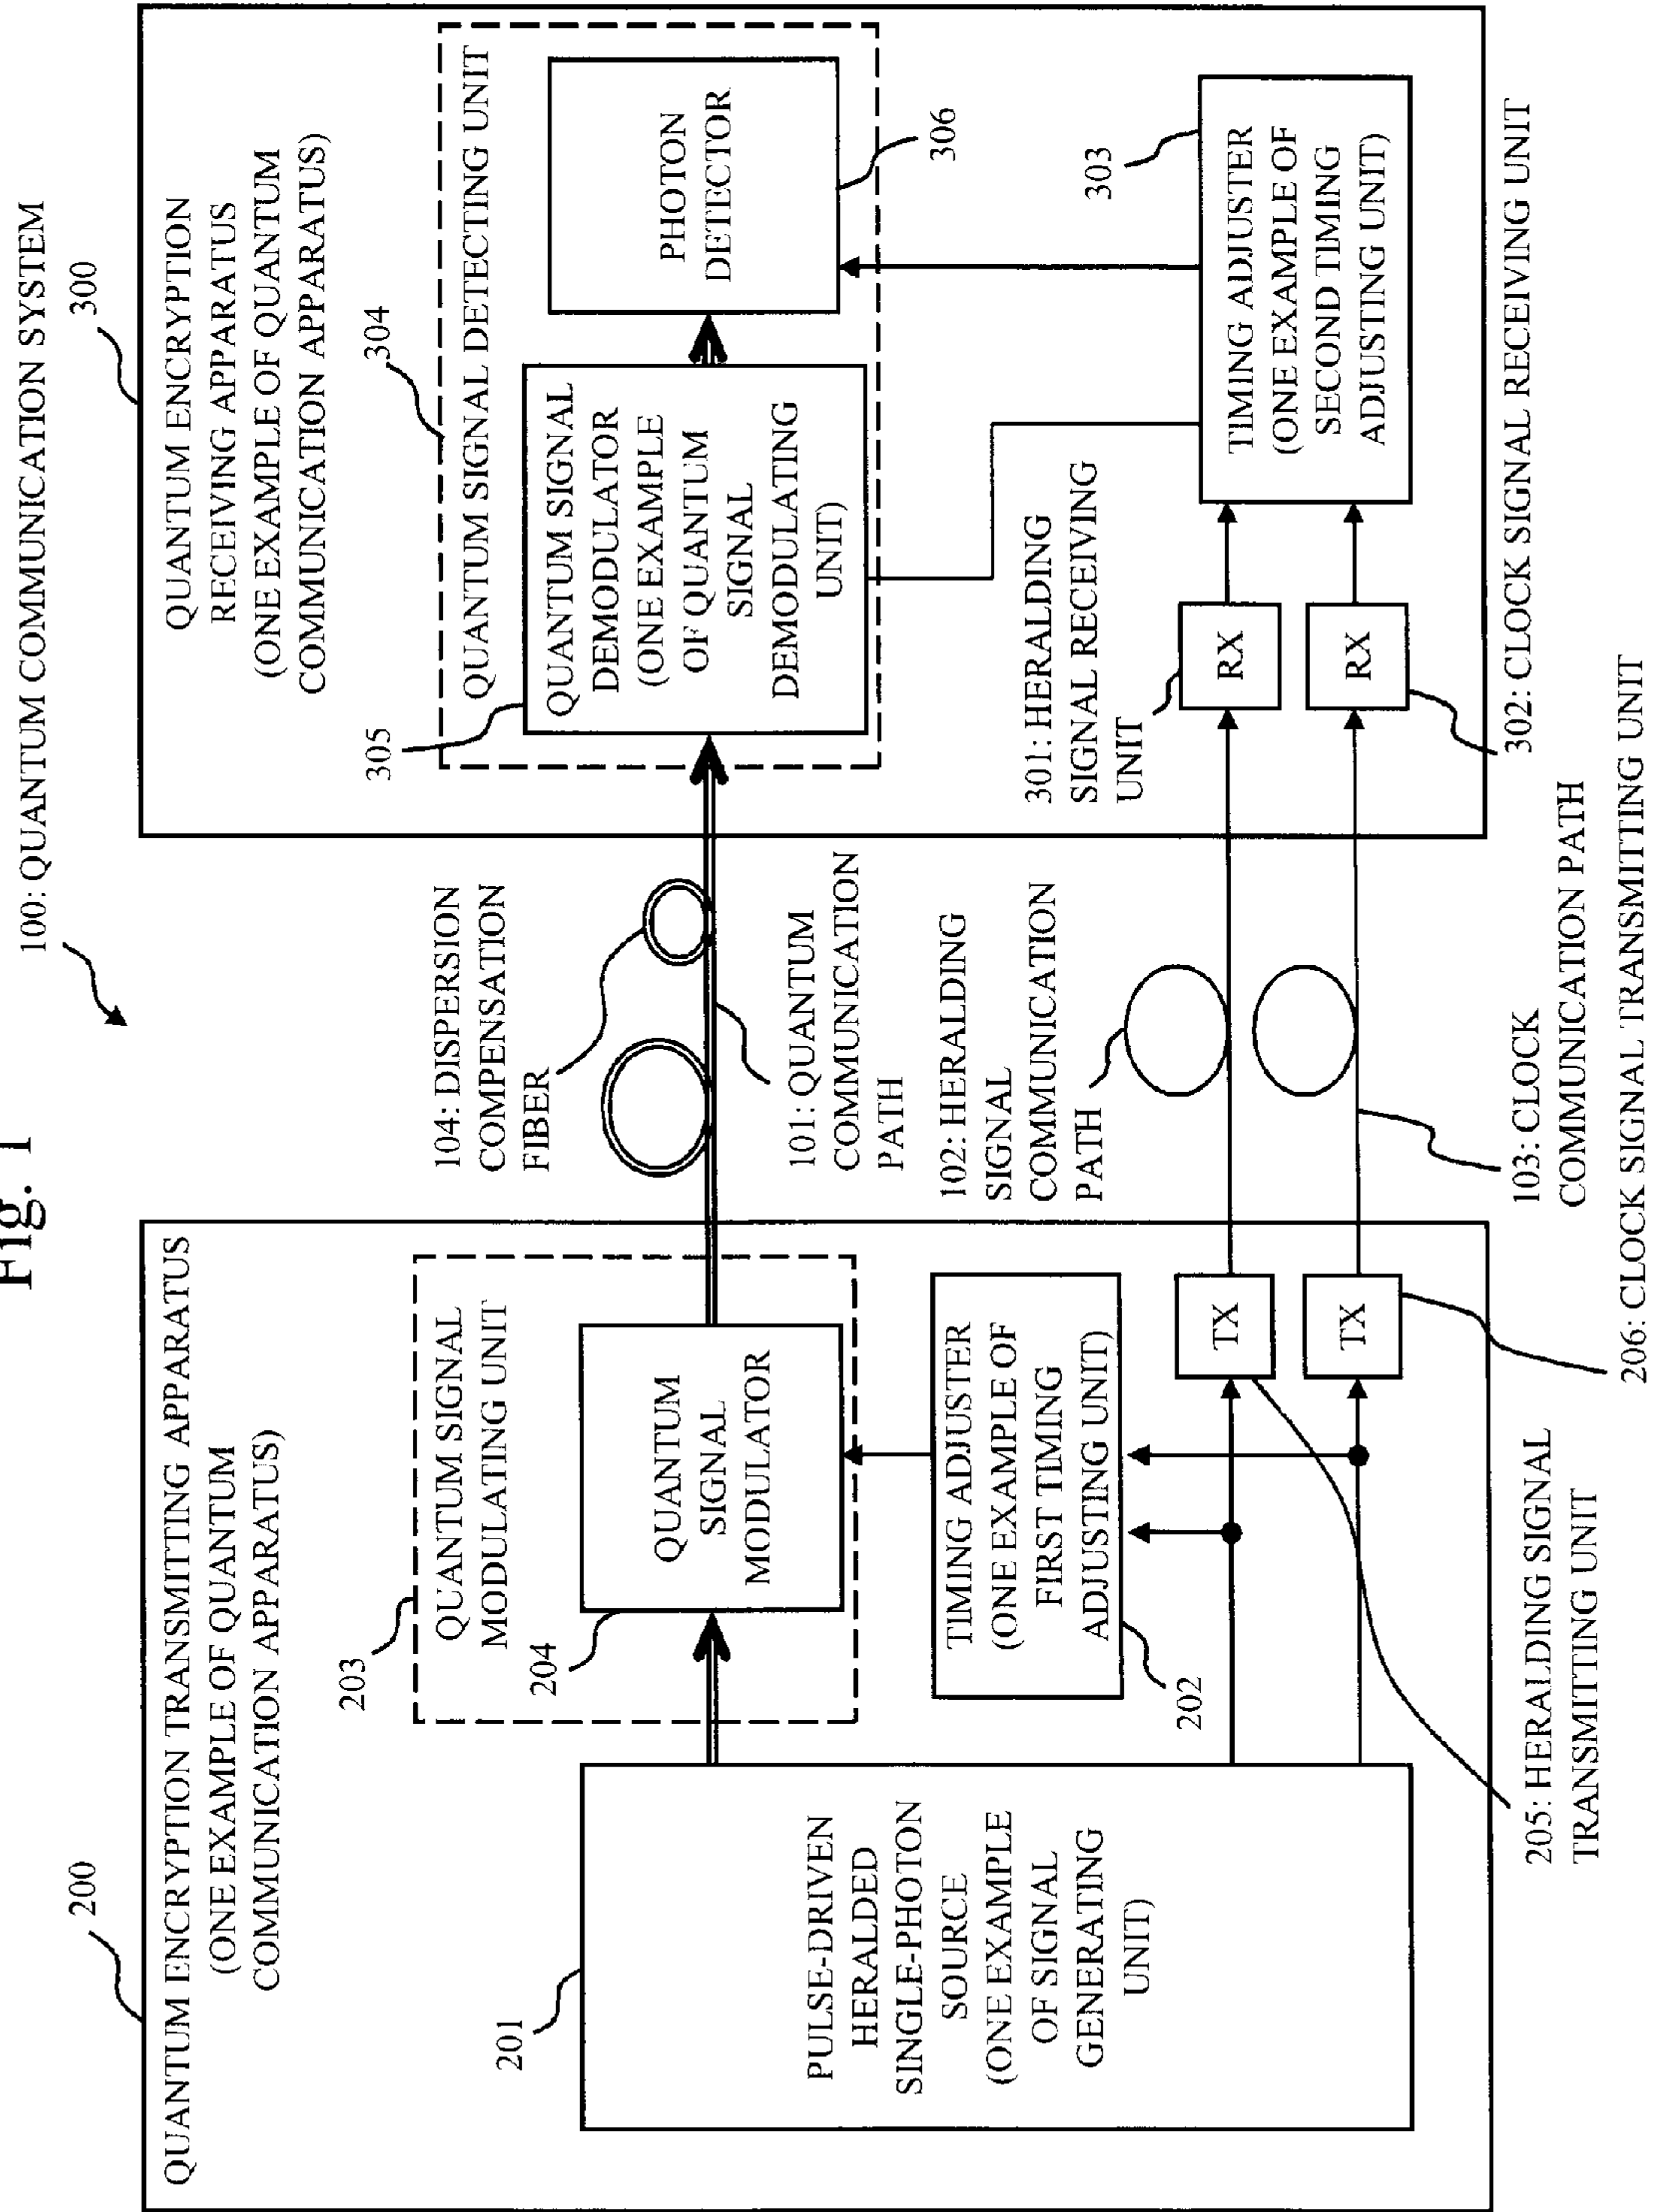 Fig. 1
100: QUANTUM COMMUNICATION SYSTEM
200
QUANTUM ENCRYPTION TRANSMITTING APPARATUS
(ONE EXAMPLE OF QUANTUM
COMMUNICATION APPARATUS)
201
PULSE-DRIVEN
HERALDED
SINGLE-PHOTON
SOURCE
(ONE EXAMPLE
OF SIGNAL
GENERATING
UNIT)
203
QUANTUM SIGNAL
MODULATING UNIT
204
QUANTUM
SIGNAL
MODULATOR
TIMING ADJUSTER
(ONE EXAMPLE OF
FIRST TIMING
ADJUSTING UNIT)
202
TX
TX
205: HERALDING SIGNAL
TRANSMITTING UNIT
206: CLOCK SIGNAL TRANSMITTING UNIT
104: DISPERSION
COMPENSATION
FIBER
101: QUANTUM
COMMUNICATION
PATH
102: HERALDING
SIGNAL
COMMUNICATION
PATH
103: CLOCK
COMMUNICATION PATH
300
QUANTUM ENCRYPTION
RECEIVING APPARATUS
(ONE EXAMPLE OF QUANTUM
COMMUNICATION APPARATUS)
304
QUANTUM SIGNAL DETECTING UNIT
305
QUANTUM SIGNAL
DEMODULATOR
(ONE EXAMPLE
OF QUANTUM
SIGNAL
DEMODULATING
UNIT)
PHOTON
DETECTOR
306
301: HERALDING
SIGNAL RECEIVING
UNIT
RX
RX
303
TIMING ADJUSTER
(ONE EXAMPLE OF
SECOND TIMING
ADJUSTING UNIT)
302: CLOCK SIGNAL RECEIVING UNIT